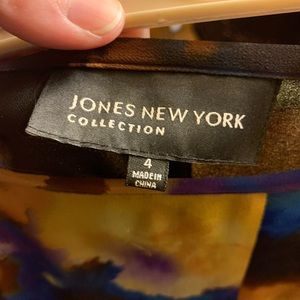 JONES NEW YORK
COLLECTION
4
MADE IN
CHINA